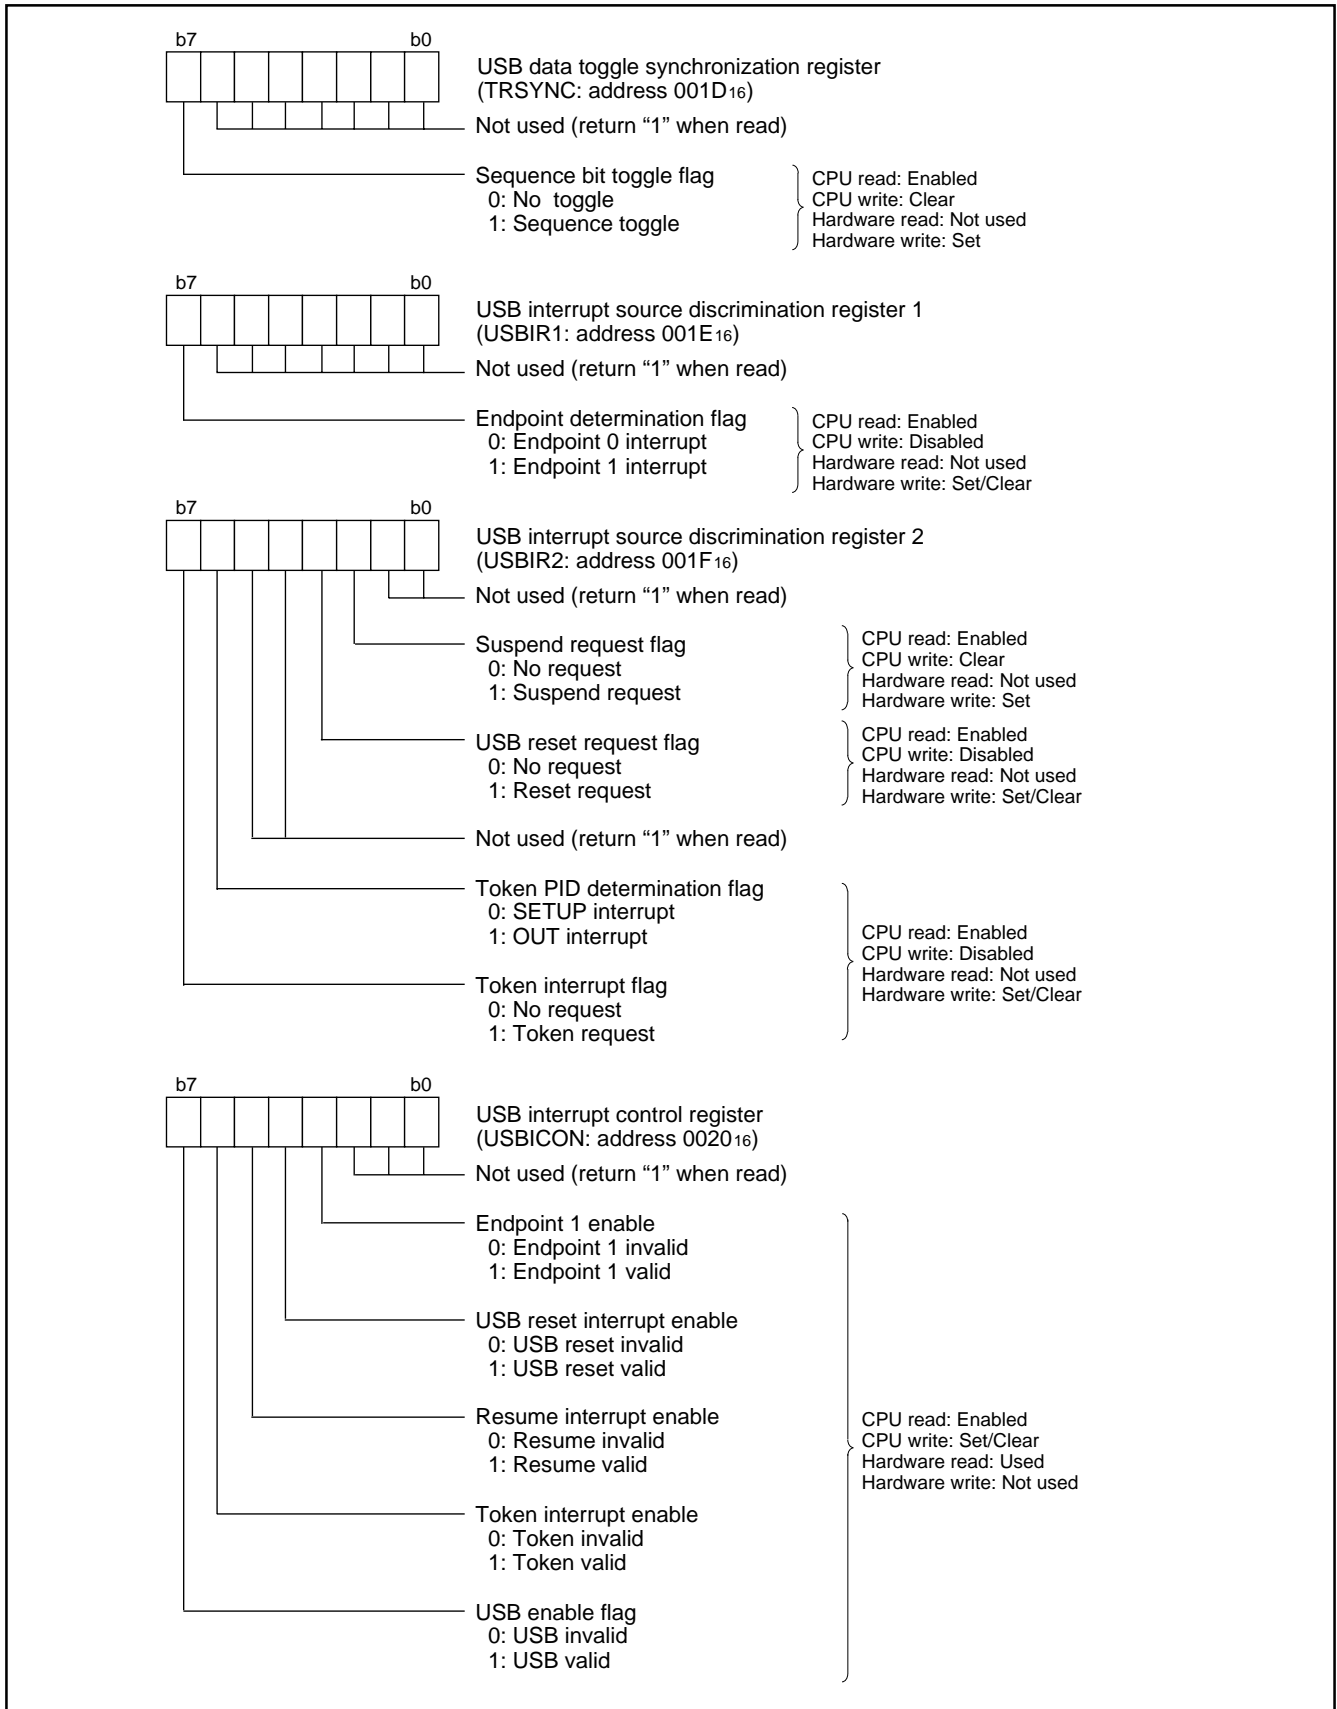 b7 b0
USB data toggle synchronization register
(TRSYNC: address 001D16)
Not used (return “1” when read)
Sequence bit toggle flag
0: No toggle
1: Sequence toggle
CPU read: Enabled
CPU write: Clear
Hardware read: Not used
Hardware write: Set
b7 b0
USB interrupt source discrimination register 1
(USBIR1: address 001E16)
Not used (return “1” when read)
Endpoint determination flag
0: Endpoint 0 interrupt
1: Endpoint 1 interrupt
CPU read: Enabled
CPU write: Disabled
Hardware read: Not used
Hardware write: Set/Clear
b7 b0
USB interrupt source discrimination register 2
(USBIR2: address 001F16)
Not used (return “1” when read)
Suspend request flag
0: No request
1: Suspend request
CPU read: Enabled
CPU write: Clear
Hardware read: Not used
Hardware write: Set
USB reset request flag
0: No request
1: Reset request
CPU read: Enabled
CPU write: Disabled
Hardware read: Not used
Hardware write: Set/Clear
Not used (return “1” when read)
Token PID determination flag
0: SETUP interrupt
1: OUT interrupt
Token interrupt flag
0: No request
1: Token request
CPU read: Enabled
CPU write: Disabled
Hardware read: Not used
Hardware write: Set/Clear
b7 b0
USB interrupt control register
(USBICON: address 002016)
Not used (return “1” when read)
Endpoint 1 enable
0: Endpoint 1 invalid
1: Endpoint 1 valid
USB reset interrupt enable
0: USB reset invalid
1: USB reset valid
Resume interrupt enable
0: Resume invalid
1: Resume valid
Token interrupt enable
0: Token invalid
1: Token valid
USB enable flag
0: USB invalid
1: USB valid
CPU read: Enabled
CPU write: Set/Clear
Hardware read: Used
Hardware write: Not used